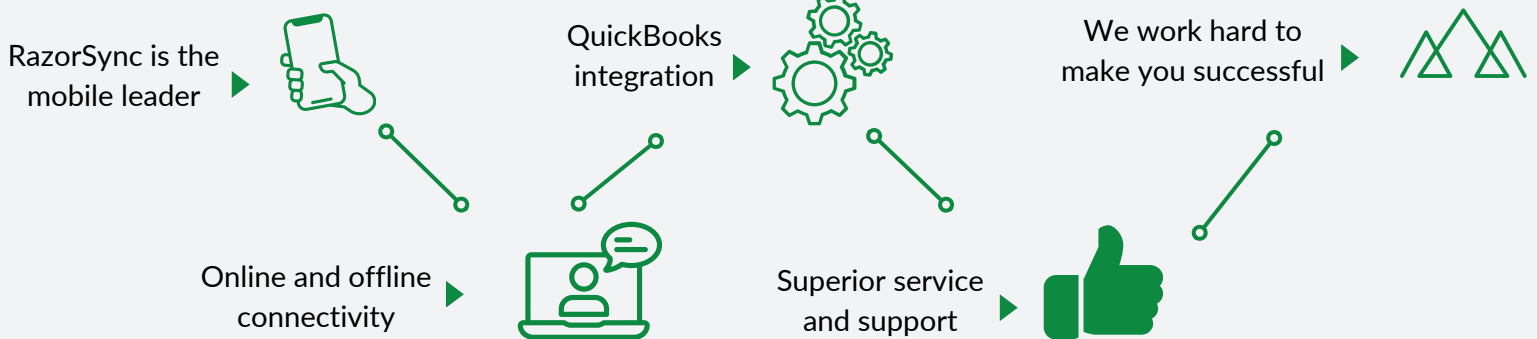 RazorSync is the
mobile leader
Online and offline
connectivity
QuickBooks
integration
Superior service
and support
We work hard to
make you successful